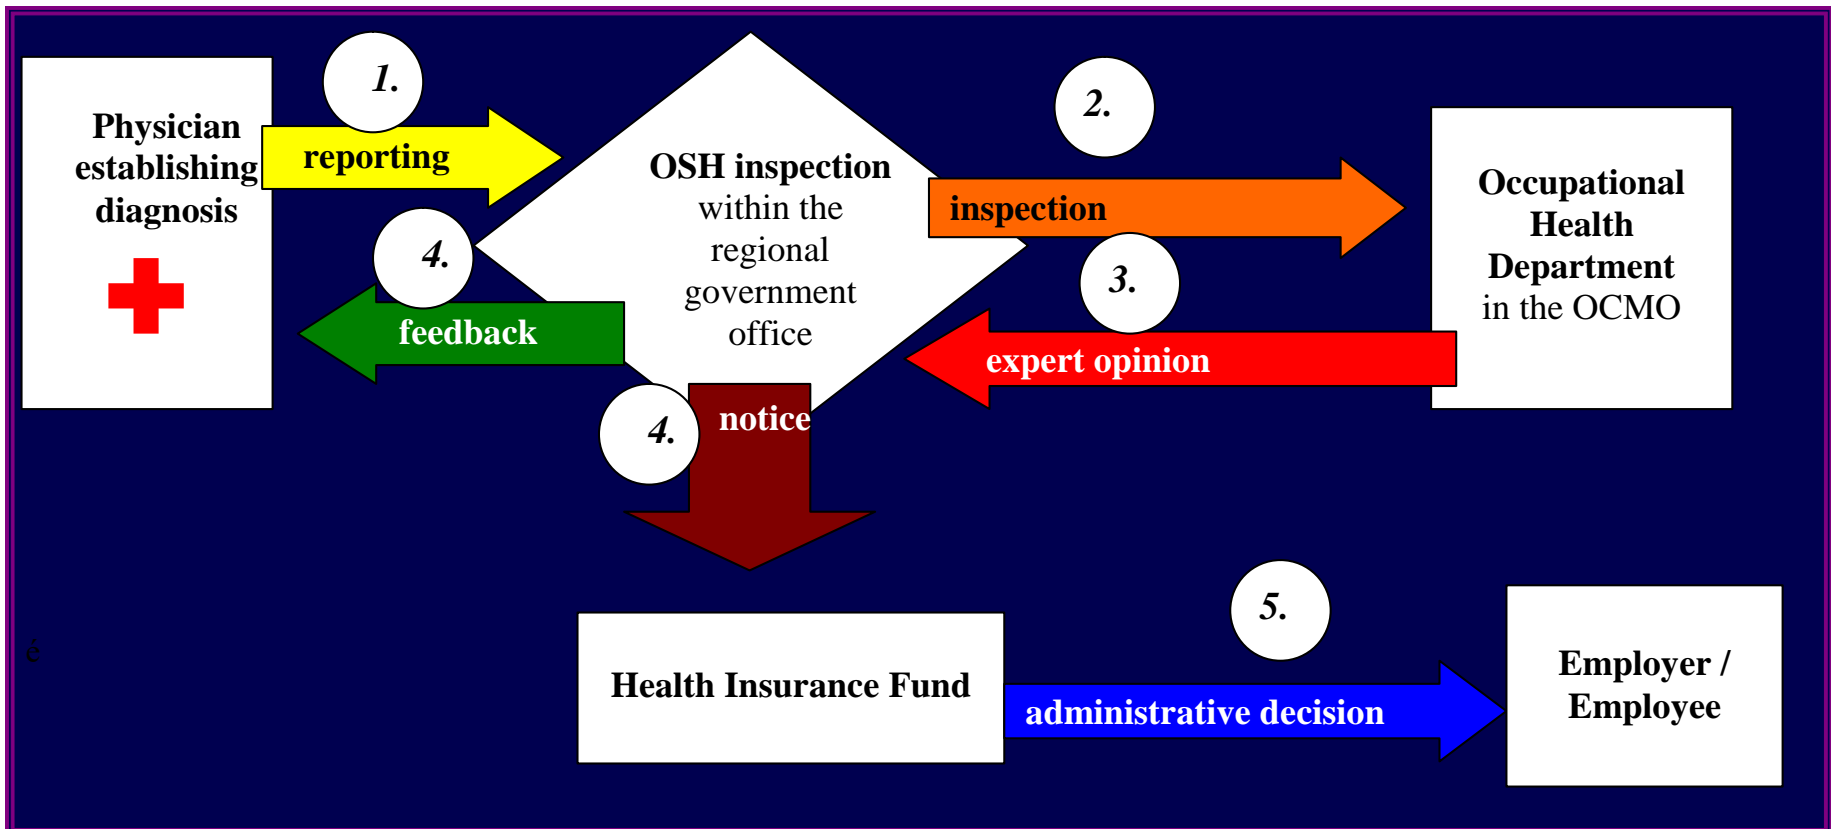 1.
Physician
establishing
diagnosis
reporting
OSH inspection
within the
regional
government
office
2.
inspection
Occupational
Health
Department
in the OCMO
4.
feedback
3.
expert opinion
4.
notice
ė
Health Insurance Fund
5.
administrative decision
Employer /
Employee